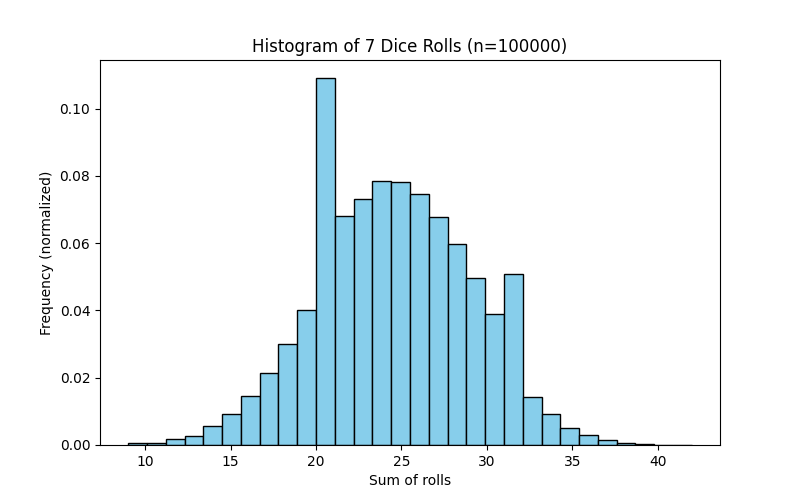 Histogram of 7 Dice Rolls (n=100000)
Frequency (normalized)
0.10
0.08
0.06
0.04
0.02
0.00
10 15 20 25 30 35 40
Sum of rolls